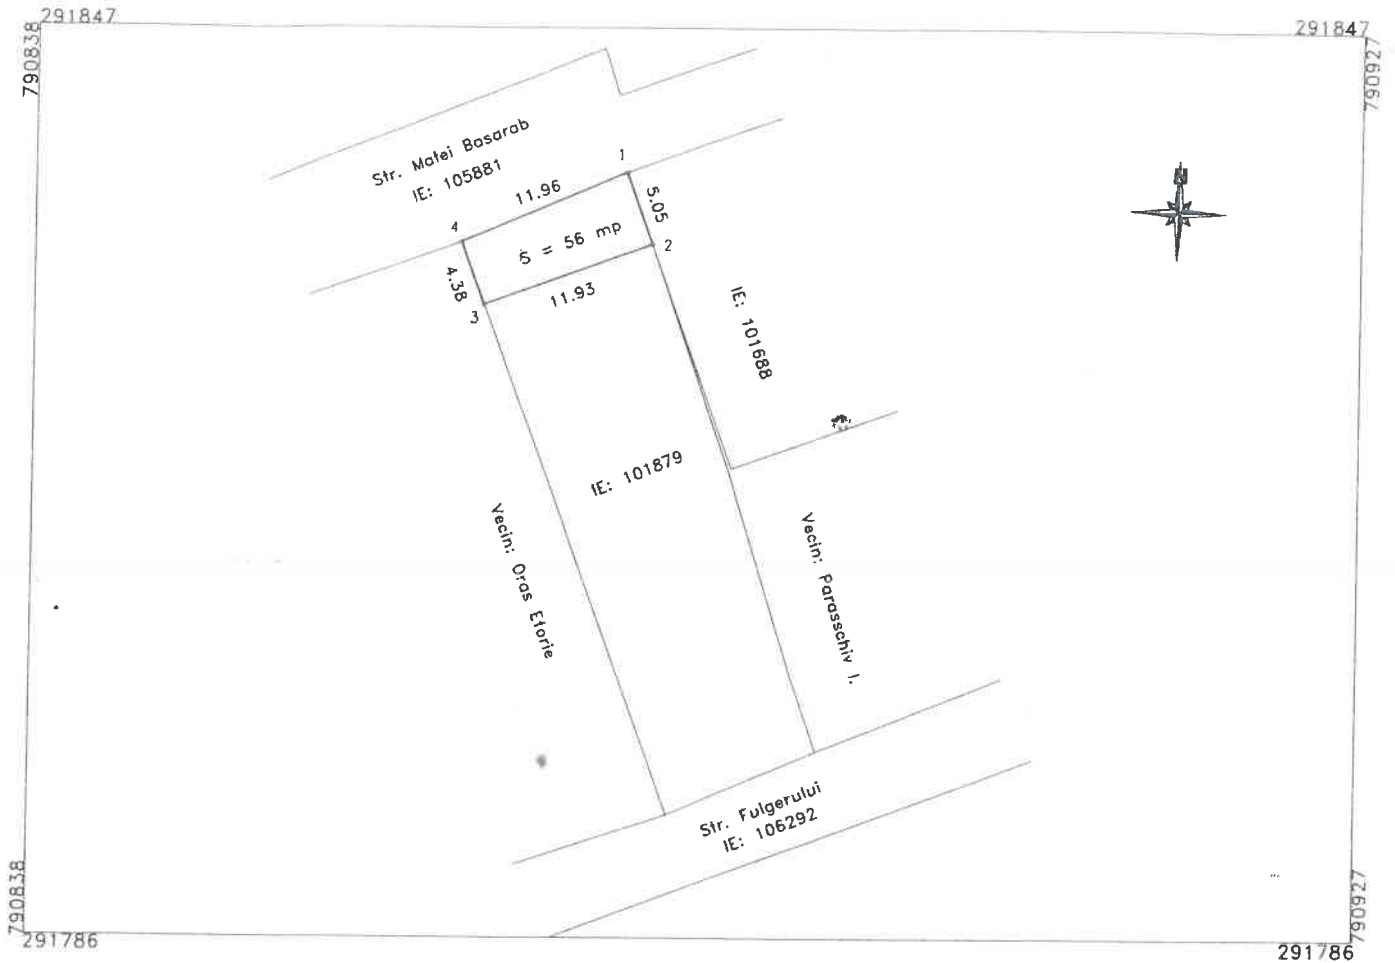 291847
291847
790838
790927
Str. Matei Basarab
IE: 105881
1
11.96
5.05
4
S = 56 mp
2
4.38
11.93
3
N
IE: 101688
IE: 101879
Vecin: Oras Eforie
Vecin: Parasschiv I.
Str. Fulgerului
IE: 106292
790838
790927
291786
291786